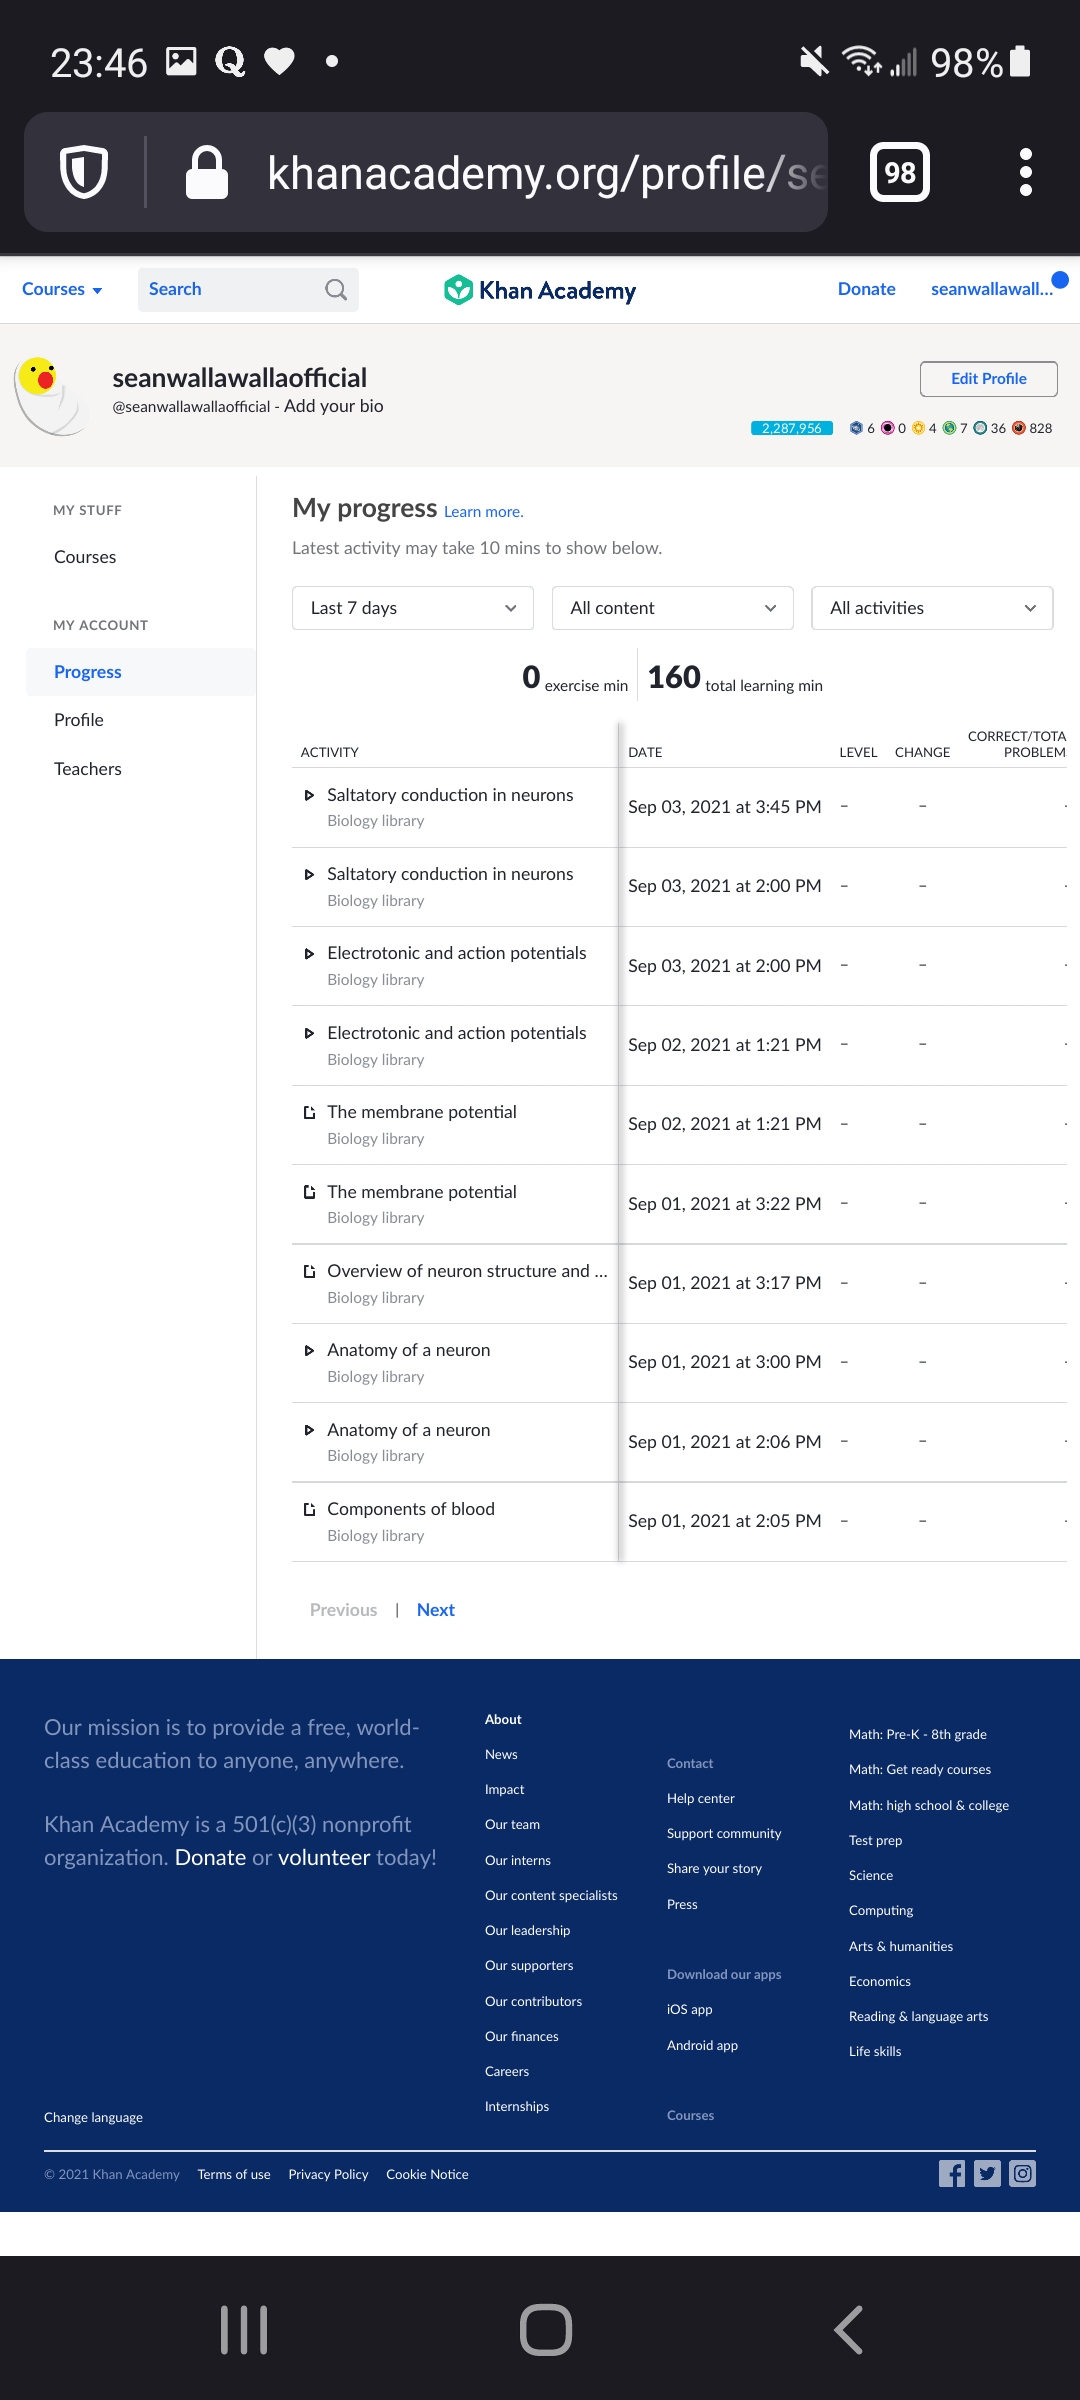 23:46
98%
khanacademy.org/profile/se
98
Courses
Search
Khan Academy
Donate
seanwallawall...
seanwallawallaofficial
@seanwallawallaofficial - Add your bio
Edit Profile
2,287,956
6 0 4 7 36 828
MY STUFF
Courses
MY ACCOUNT
Progress
Profile
Teachers
My progress Learn more.
Latest activity may take 10 mins to show below.
Last 7 days
All content
All activities
0 exercise min
160 total learning min
ACTIVITY DATE LEVEL CHANGE CORRECT/TOTA
PROBLEM
Saltatory conduction in neurons
Biology library
Sep 03, 2021 at 3:45 PM – –
Saltatory conduction in neurons
Biology library
Sep 03, 2021 at 2:00 PM – –
Electrotonic and action potentials
Biology library
Sep 03, 2021 at 2:00 PM – –
Electrotonic and action potentials
Biology library
Sep 02, 2021 at 1:21 PM – –
The membrane potential
Biology library
Sep 02, 2021 at 1:21 PM – –
The membrane potential
Biology library
Sep 01, 2021 at 3:22 PM – –
Overview of neuron structure and ...
Biology library
Sep 01, 2021 at 3:17 PM – –
Anatomy of a neuron
Biology library
Sep 01, 2021 at 3:00 PM – –
Anatomy of a neuron
Biology library
Sep 01, 2021 at 2:06 PM – –
Components of blood
Biology library
Sep 01, 2021 at 2:05 PM – –
Previous | Next
Our mission is to provide a free, world-
class education to anyone, anywhere.
Khan Academy is a 501(c)(3) nonprofit
organization. Donate or volunteer today!
About
News
Impact
Our team
Our interns
Our content specialists
Our leadership
Our supporters
Our contributors
Our finances
Careers
Internships
Contact
Help center
Support community
Share your story
Press
Download our apps
iOS app
Android app
Courses
Math: Pre-K - 8th grade
Math: Get ready courses
Math: high school & college
Test prep
Science
Computing
Arts & humanities
Economics
Reading & language arts
Life skills
Change language
© 2021 Khan Academy Terms of use Privacy Policy Cookie Notice